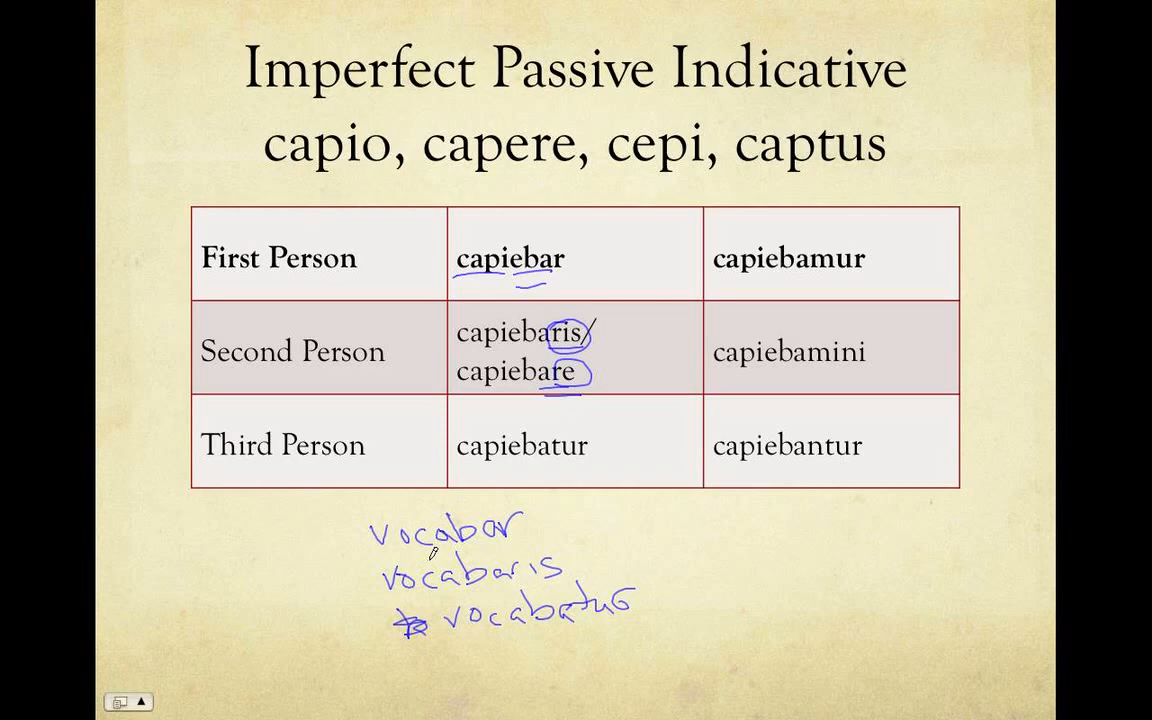 Imperfect Passive Indicative
capio, capere, cepi, captus
First Person capiebar capiebamur
Second Person capiebaris/ capiebamini
capiebare
Third Person capiebatur capiebantur
vocabar
vocabaris
vocabatur